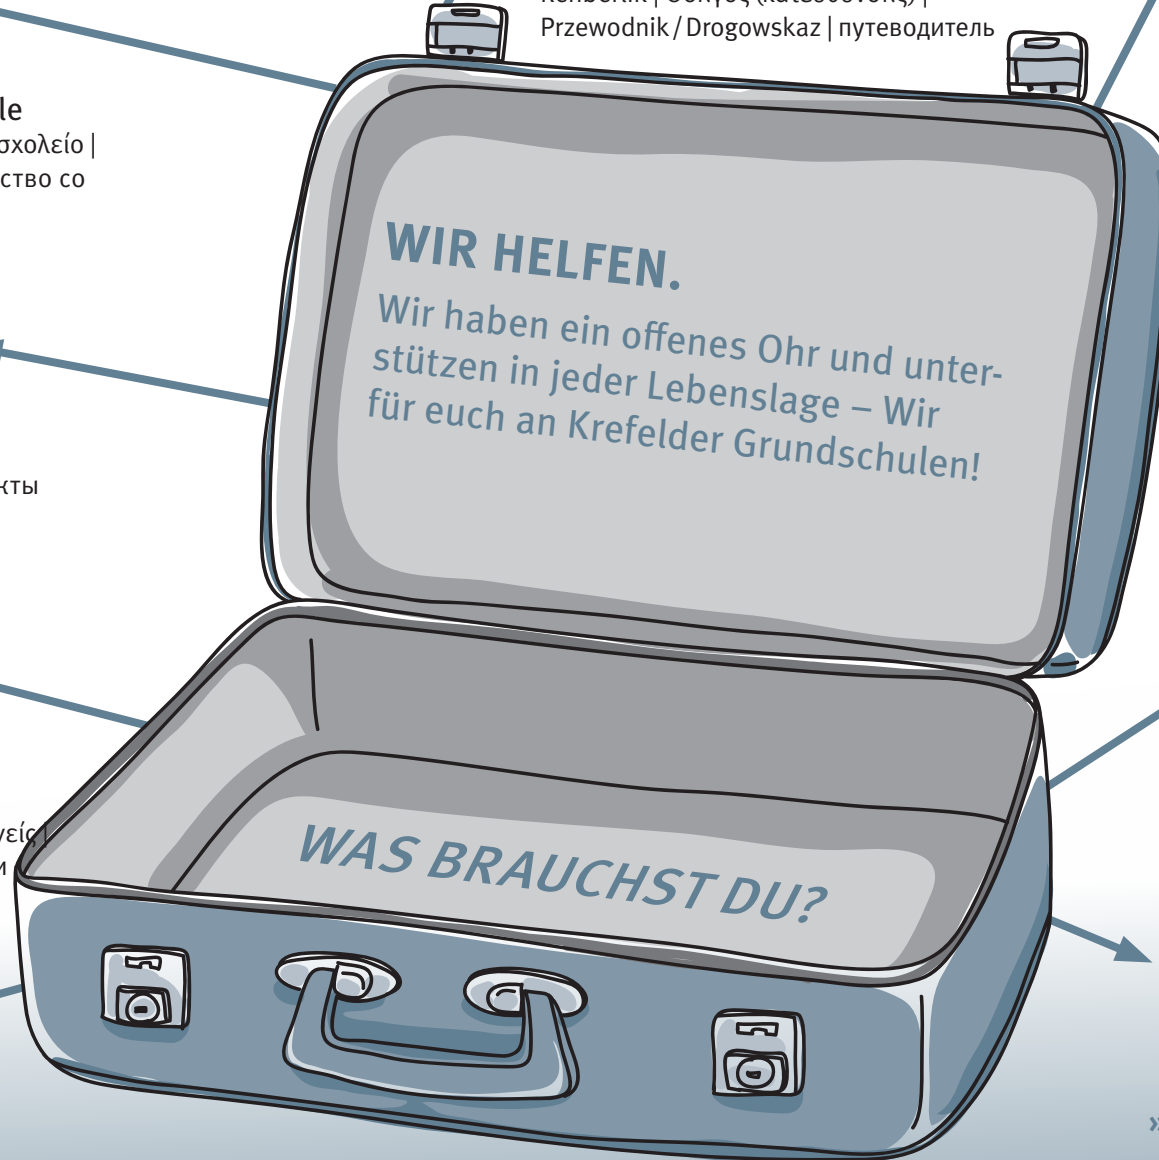 Przewodnik / Drogowskaz | путеводитель
σχολείο |
ство со
WIR HELFEN.
Wir haben ein offenes Ohr und unter-
stützen in jeder Lebenslage – Wir
für euch an Krefelder Grundschulen!
кты
WAS BRAUCHST DU?